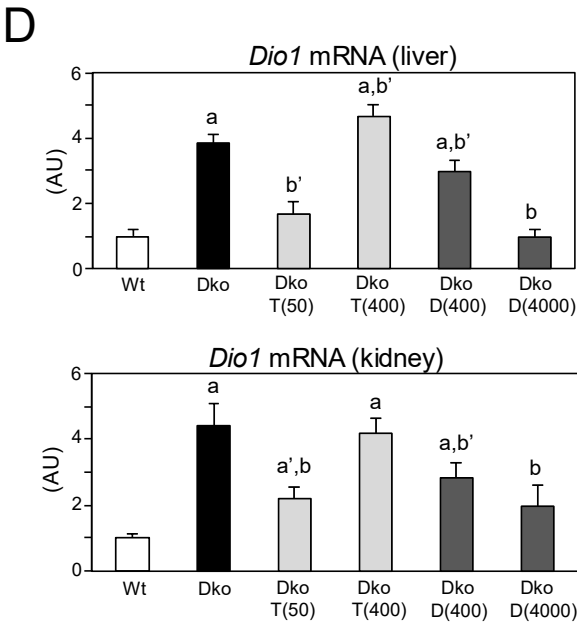 D
Dio1 mRNA (liver)
(AU)
6
4
2
0
a
b’
a,b’
a,b’
b
Wt
Dko
Dko
T(50)
Dko
T(400)
Dko
D(400)
Dko
D(4000)
Dio1 mRNA (kidney)
(AU)
6
4
2
0
a
a’,b
a
a,b’
b
Wt
Dko
Dko
T(50)
Dko
T(400)
Dko
D(400)
Dko
D(4000)